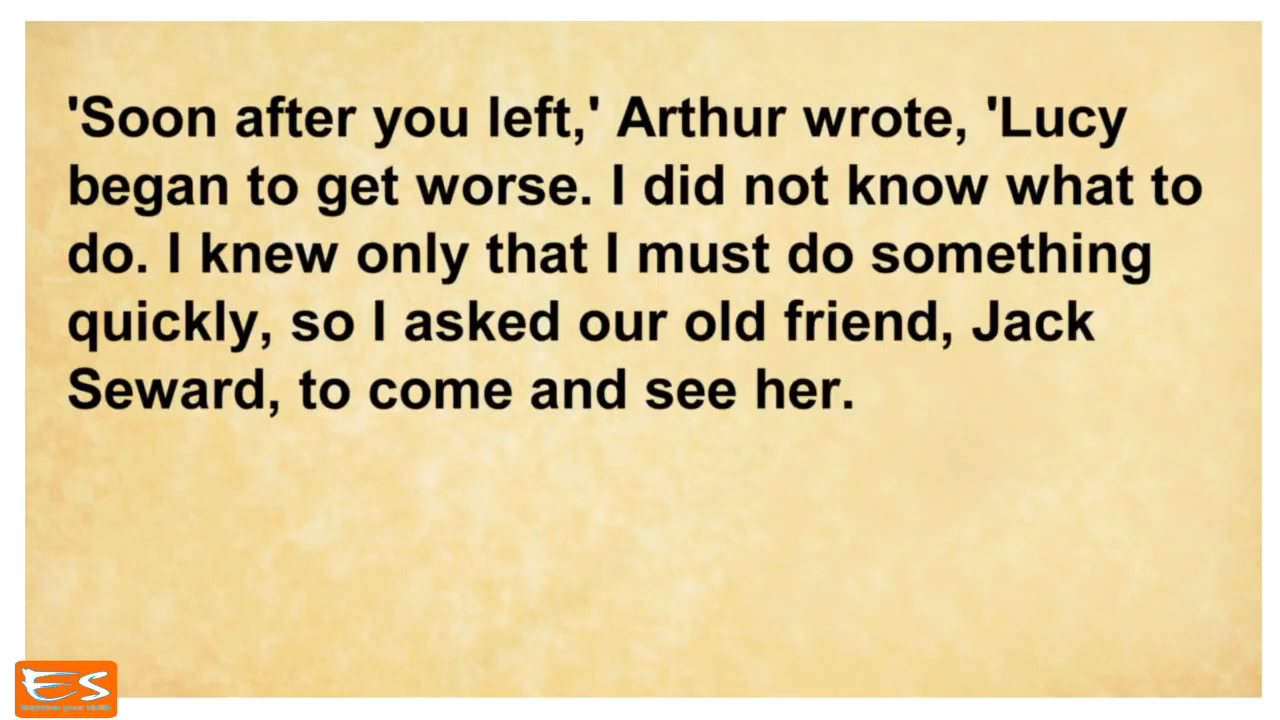 'Soon after you left,' Arthur wrote, 'Lucy
began to get worse. I did not know what to
do. I knew only that I must do something
quickly, so I asked our old friend, Jack
Seward, to come and see her.
ES